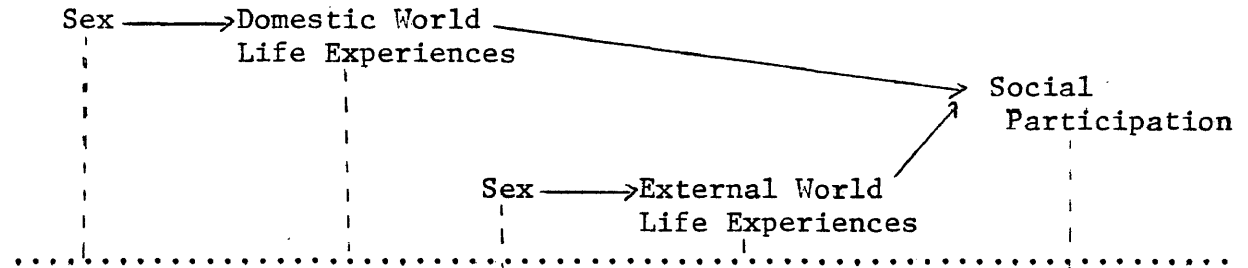 Sex Domestic World
Life Experiences
Social
Participation
Sex External World
Life Experiences